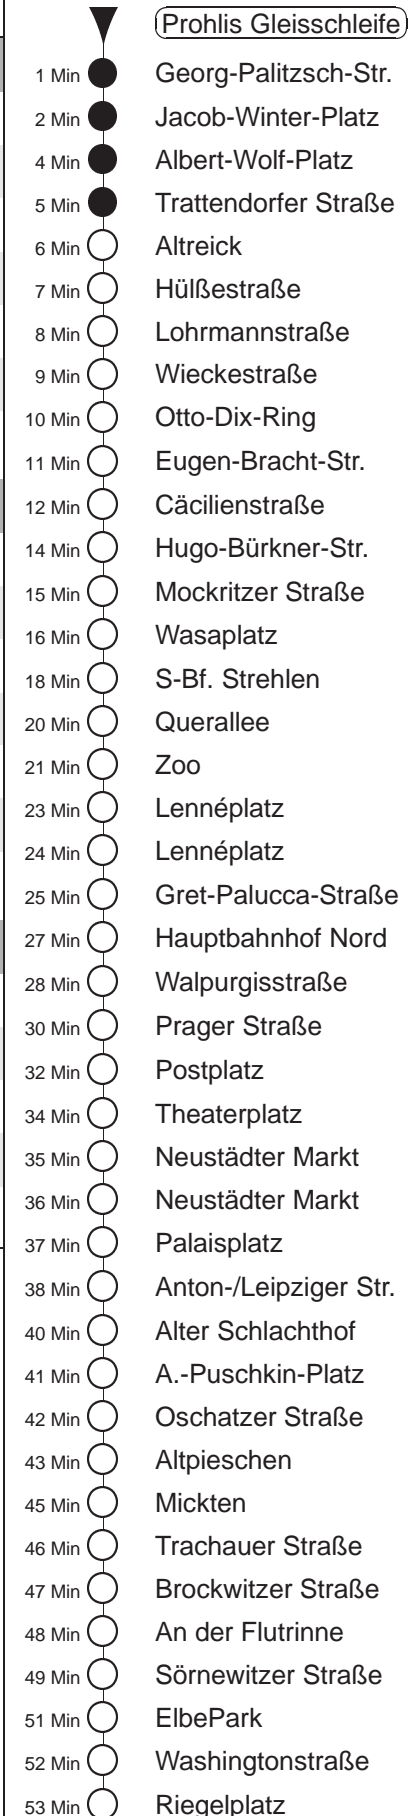 Prohlis Gleisschleife
1 Min Georg-Palitzsch-Str.
2 Min Jacob-Winter-Platz
4 Min Albert-Wolf-Platz
5 Min Trattendorfer Straße
6 Min Altreick
7 Min Hülßestraße
8 Min Lohrmannstraße
9 Min Wieckestraße
10 Min Otto-Dix-Ring
11 Min Eugen-Bracht-Str.
12 Min Cäcilienstraße
14 Min Hugo-Bürkner-Str.
15 Min Mockritzer Straße
16 Min Wasaplatz
18 Min S-Bf. Strehlen
20 Min Querallee
21 Min Zoo
23 Min Lennéplatz
24 Min Lennéplatz
25 Min Gret-Palucca-Straße
27 Min Hauptbahnhof Nord
28 Min Walpurgisstraße
30 Min Prager Straße
32 Min Postplatz
34 Min Theaterplatz
35 Min Neustädter Markt
36 Min Neustädter Markt
37 Min Palaisplatz
38 Min Anton-/Leipziger Str.
40 Min Alter Schlachthof
41 Min A.-Puschkin-Platz
42 Min Oschatzer Straße
43 Min Altpieschen
45 Min Mickten
46 Min Trachauer Straße
47 Min Brockwitzer Straße
48 Min An der Flutrinne
49 Min Sörnewitzer Straße
51 Min ElbePark
52 Min Washingtonstraße
53 Min Riegelplatz